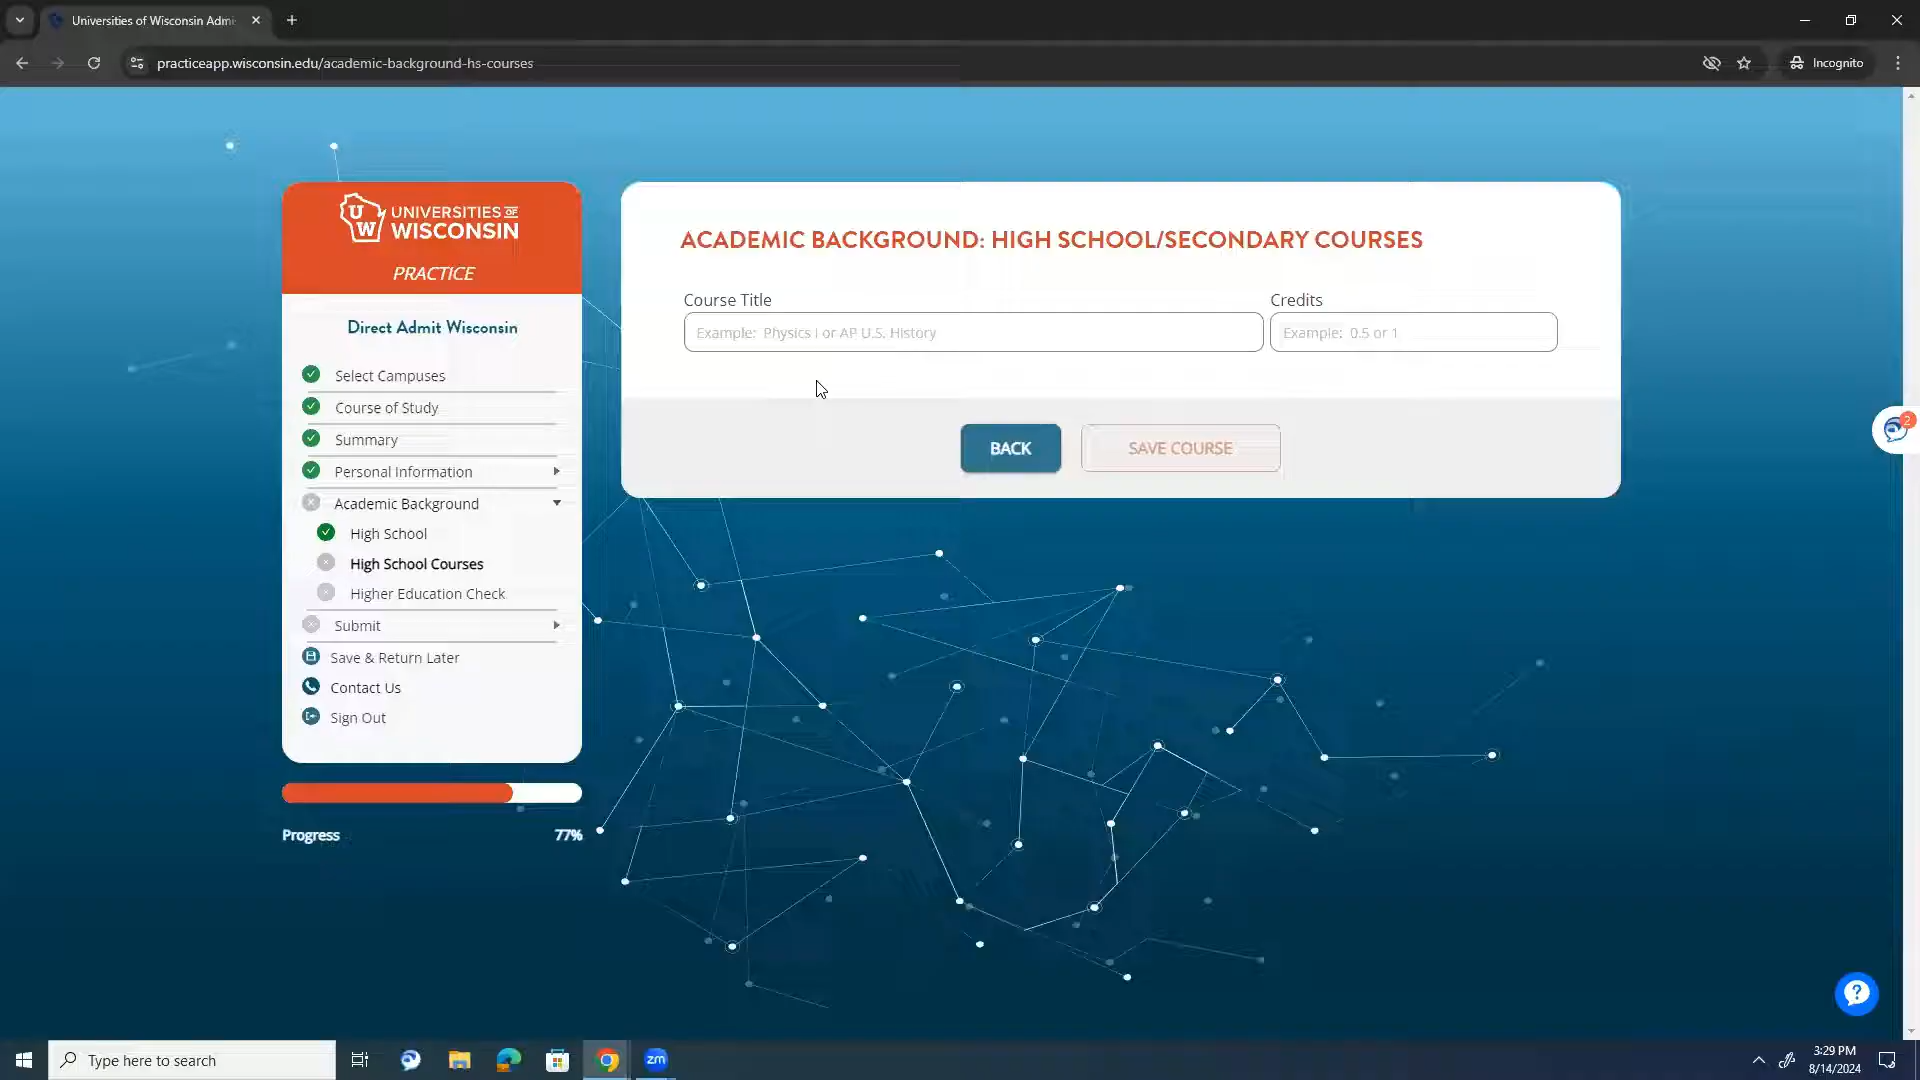 Universities of Wisconsin Admi
practiceapp.wisconsin.edu/academic-background-hs-courses
Incognito
UW
UNIVERSITIES OF
WISCONSIN
PRACTICE
Direct Admit Wisconsin
Select Campuses
Course of Study
Summary
Personal Information
Academic Background
High School
High School Courses
Higher Education Check
Submit
Save & Return Later
Contact Us
Sign Out
Progress 77%
ACADEMIC BACKGROUND: HIGH SCHOOL/SECONDARY COURSES
Course Title Credits
Example: Physics I or AP U.S. History Example: 0.5 or 1
BACK SAVE COURSE
2
?
Type here to search
zm
3:29 PM
8/14/2024